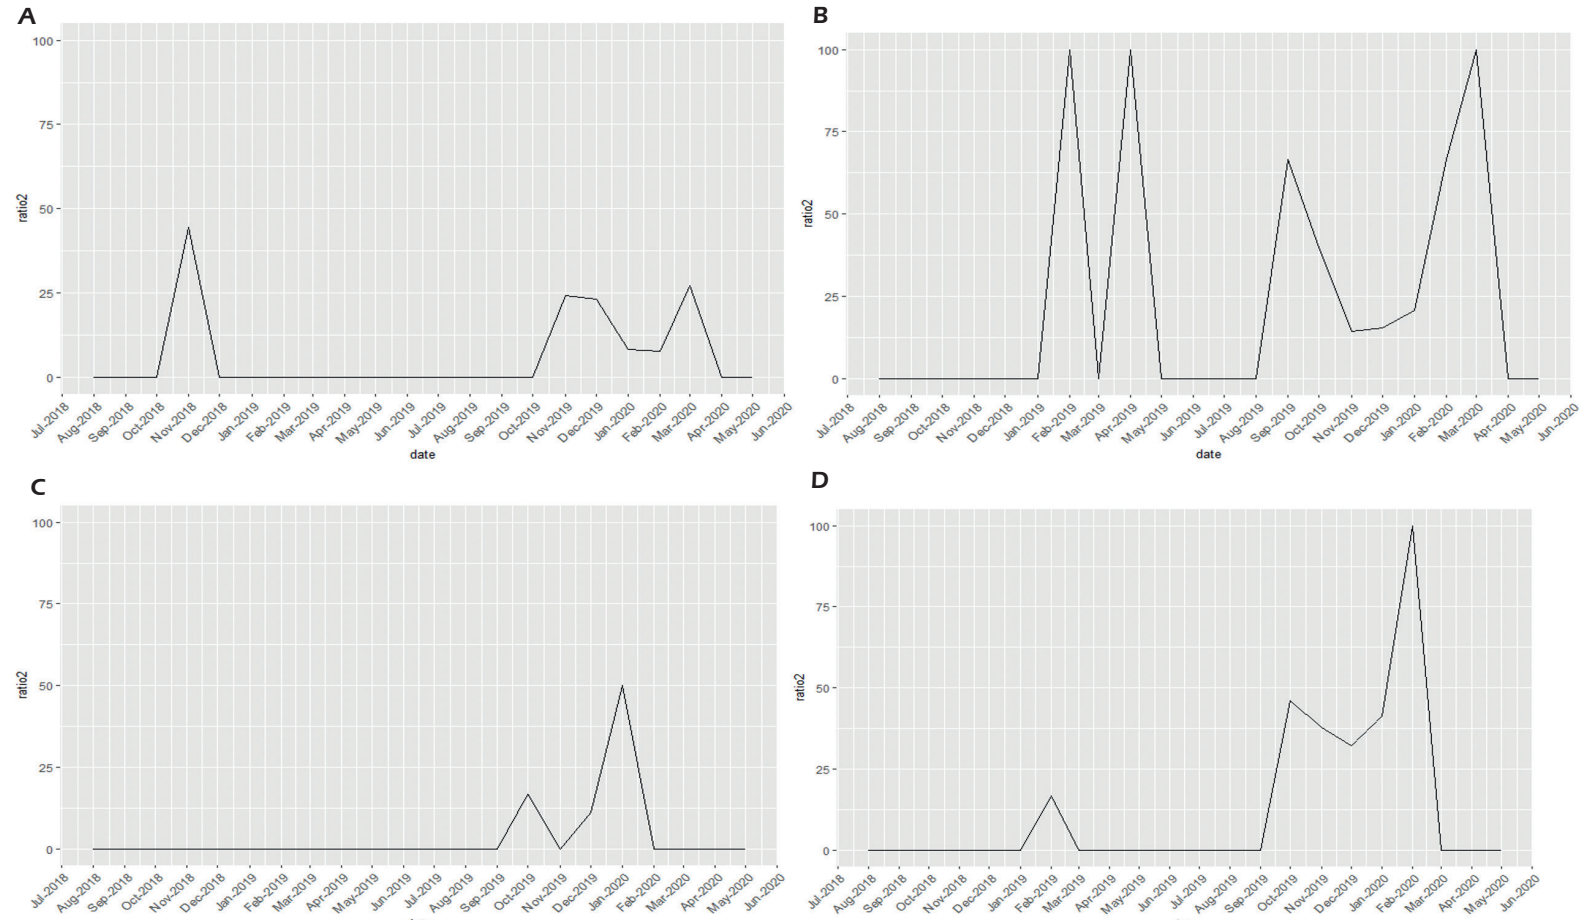 A
100
75
50
25
0
ratio2
Jul-2018 Aug-2018 Sep-2018 Oct-2018 Nov-2018 Dec-2018 Jan-2019 Feb-2019 Mar-2019 Apr-2019 May-2019 Jun-2019 Jul-2019 Aug-2019 Sep-2019 Oct-2019 Nov-2019 Dec-2019 Jan-2020 Feb-2020 Mar-2020 Apr-2020 May-2020 Jun-2020
date
B
100
75
50
25
0
ratio2
Jul-2018 Aug-2018 Sep-2018 Oct-2018 Nov-2018 Dec-2018 Jan-2019 Feb-2019 Mar-2019 Apr-2019 May-2019 Jun-2019 Jul-2019 Aug-2019 Sep-2019 Oct-2019 Nov-2019 Dec-2019 Jan-2020 Feb-2020 Mar-2020 Apr-2020 May-2020 Jun-2020
date
C
100
75
50
25
0
ratio2
Jul-2018 Aug-2018 Sep-2018 Oct-2018 Nov-2018 Dec-2018 Jan-2019 Feb-2019 Mar-2019 Apr-2019 May-2019 Jun-2019 Jul-2019 Aug-2019 Sep-2019 Oct-2019 Nov-2019 Dec-2019 Jan-2020 Feb-2020 Mar-2020 Apr-2020 May-2020 Jun-2020
D
100
75
50
25
0
ratio2
Jul-2018 Aug-2018 Sep-2018 Oct-2018 Nov-2018 Dec-2018 Jan-2019 Feb-2019 Mar-2019 Apr-2019 May-2019 Jun-2019 Jul-2019 Aug-2019 Sep-2019 Oct-2019 Nov-2019 Dec-2019 Jan-2020 Feb-2020 Mar-2020 Apr-2020 May-2020 Jun-2020